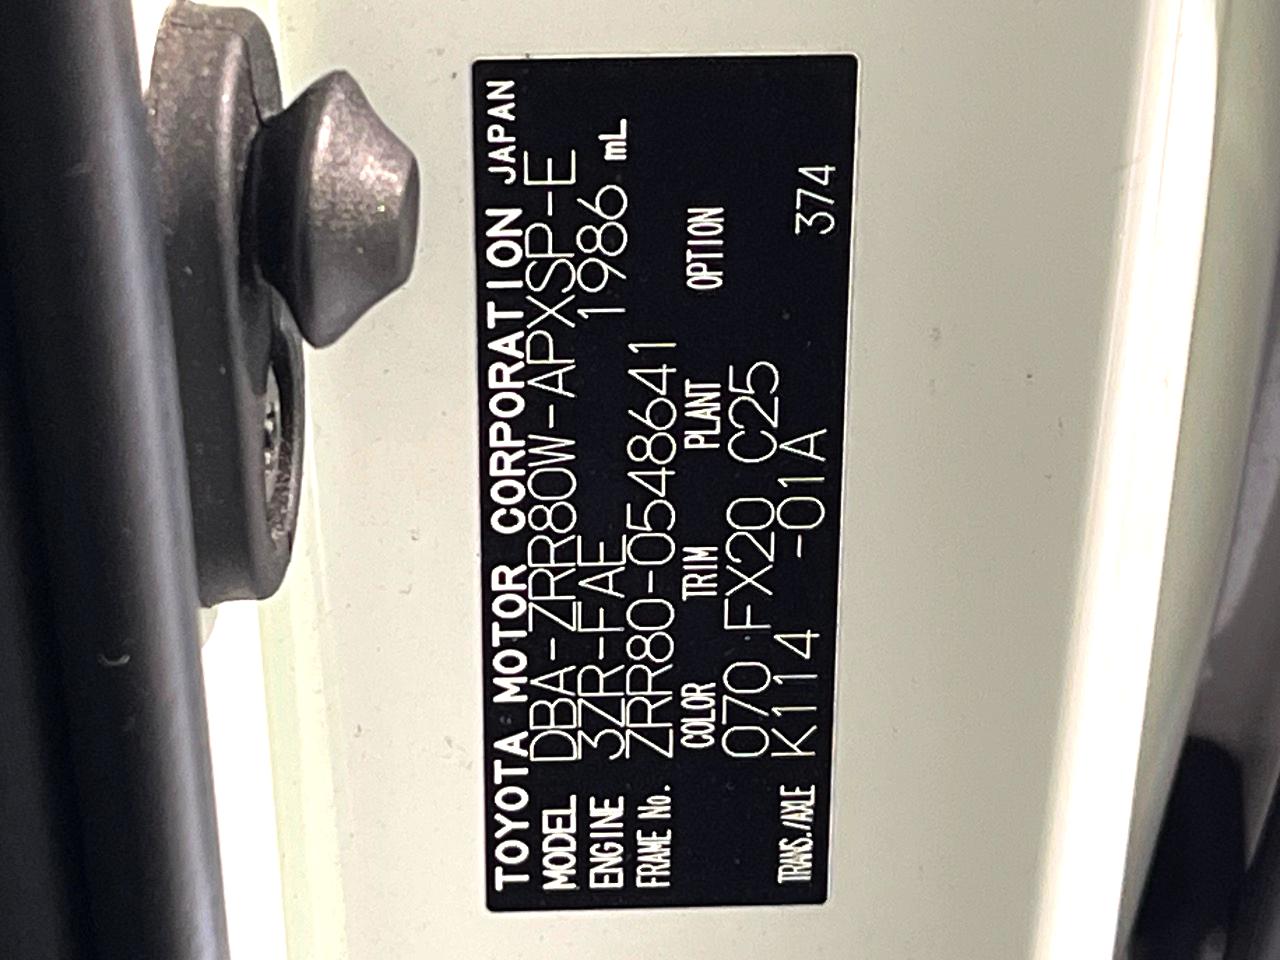 TOYOTA MOTOR CORPORATION JAPAN
MODEL DBA-ZRR80W-APXSP-E
ENGINE 3ZR-FAE 1986 mL
FRAME No. ZRR80-0548641
COLOR TRIM PLANT OPTION
070 FX20 C25
TRANS./AXLE K114 -01A 374